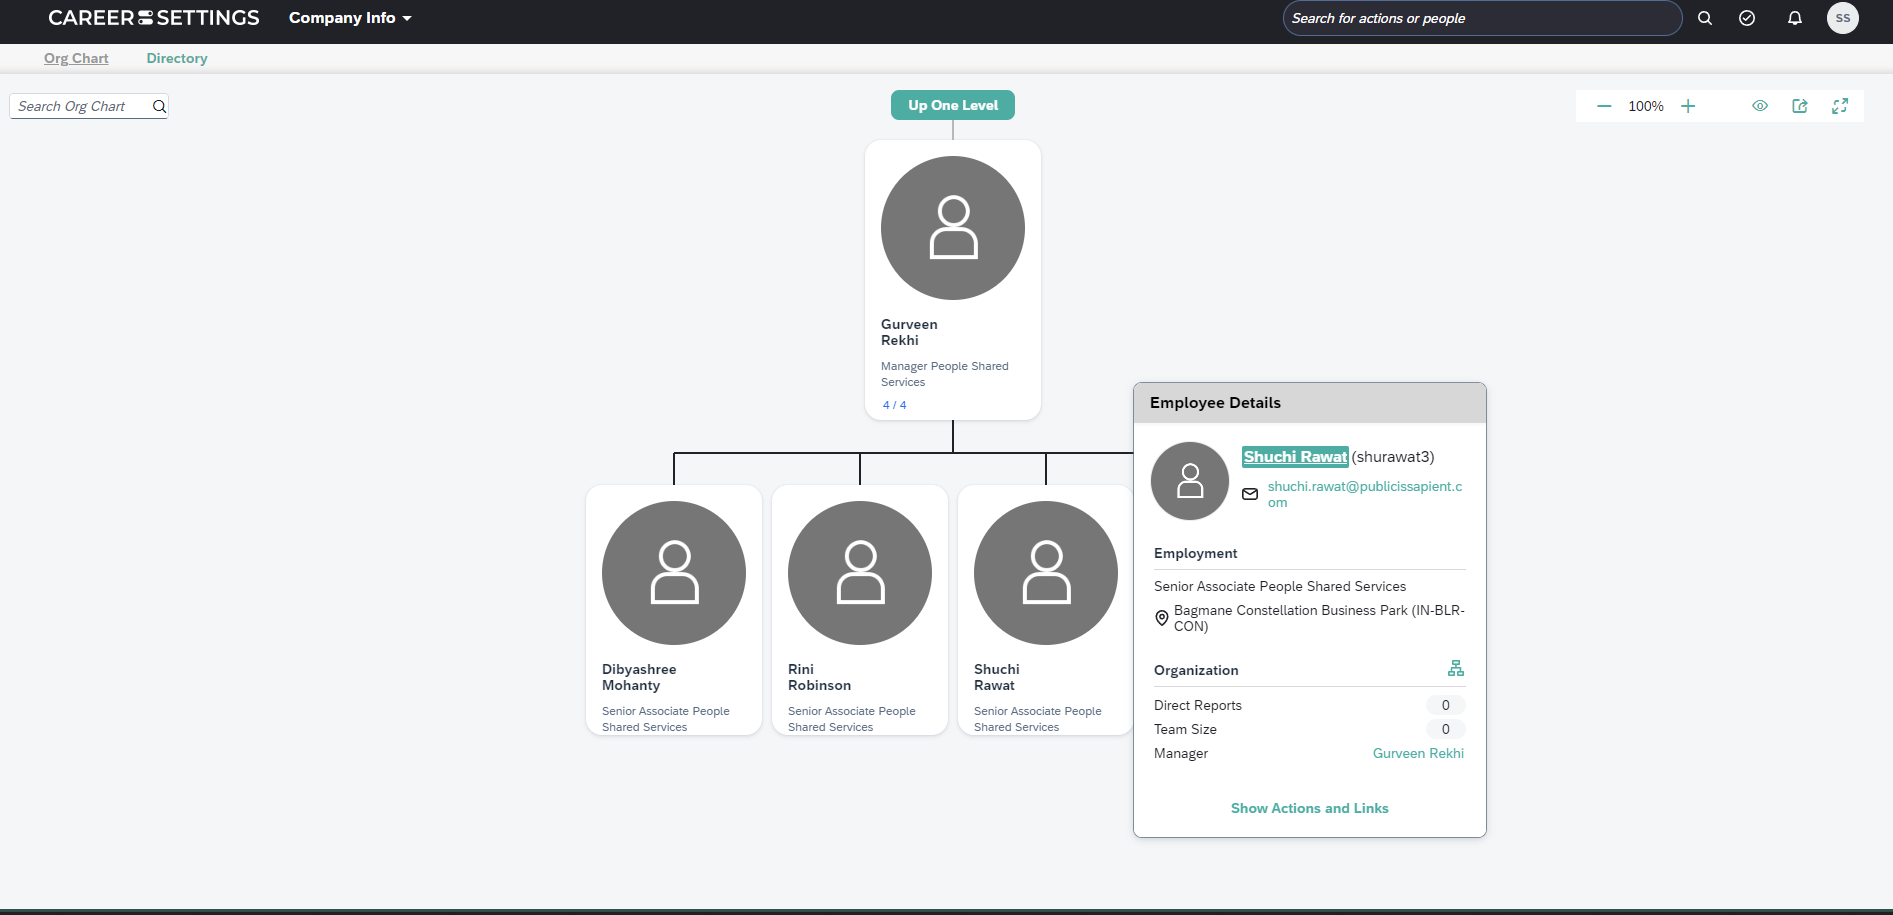 CAREER SETTINGS
Company Info
Search for actions or people
SS
Org Chart
Directory
Search Org Chart
Up One Level
100%
Gurveen
Rekhi
Manager People Shared
Services
4 / 4
Dibyashree
Mohanty
Senior Associate People
Shared Services
Rini
Robinson
Senior Associate People
Shared Services
Shuchi
Rawat
Senior Associate People
Shared Services
Employee Details
Shuchi Rawat (shurawat3)
shuchi.rawat@publicissapient.c
om
Employment
Senior Associate People Shared Services
Bagmane Constellation Business Park (IN-BLR-
CON)
Organization
Direct Reports 0
Team Size 0
Manager Gurveen Rekhi
Show Actions and Links